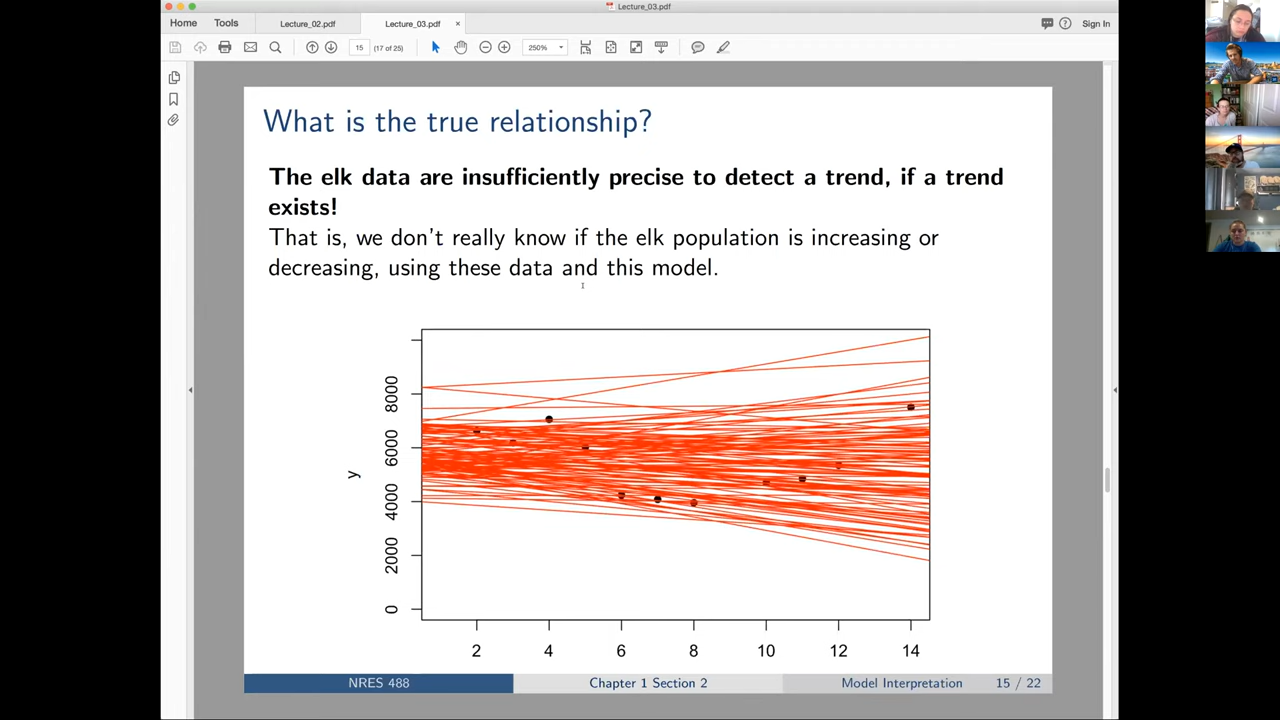 Lecture_03.pdf
Home Tools Lecture_02.pdf Lecture_03.pdf × Sign In
15 (17 of 25) 250%
What is the true relationship?
The elk data are insufficiently precise to detect a trend, if a trend
exists!
That is, we don't really know if the elk population is increasing or
decreasing, using these data and this model.
8000
6000
y
4000
2000
0
2 4 6 8 10 12 14
NRES 488 Chapter 1 Section 2 Model Interpretation 15 / 22